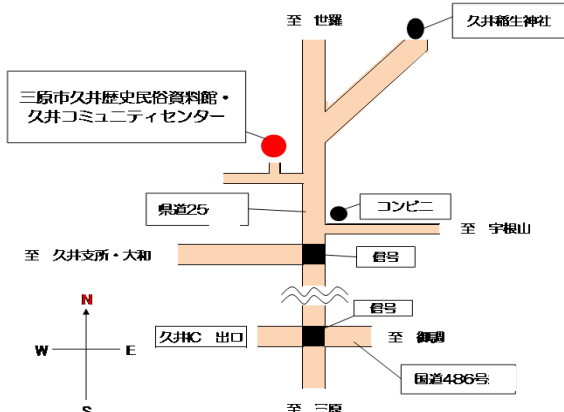 至 世羅
久井稲生神社
三原市久井歴史民俗資料館・
久井コミュニティセンター
県道25
コンビニ
至 宇根山
至 久井支所・大和
信号
信号
久井IC 出口
至 御調
国道486号
至 三原
N
W
E
S